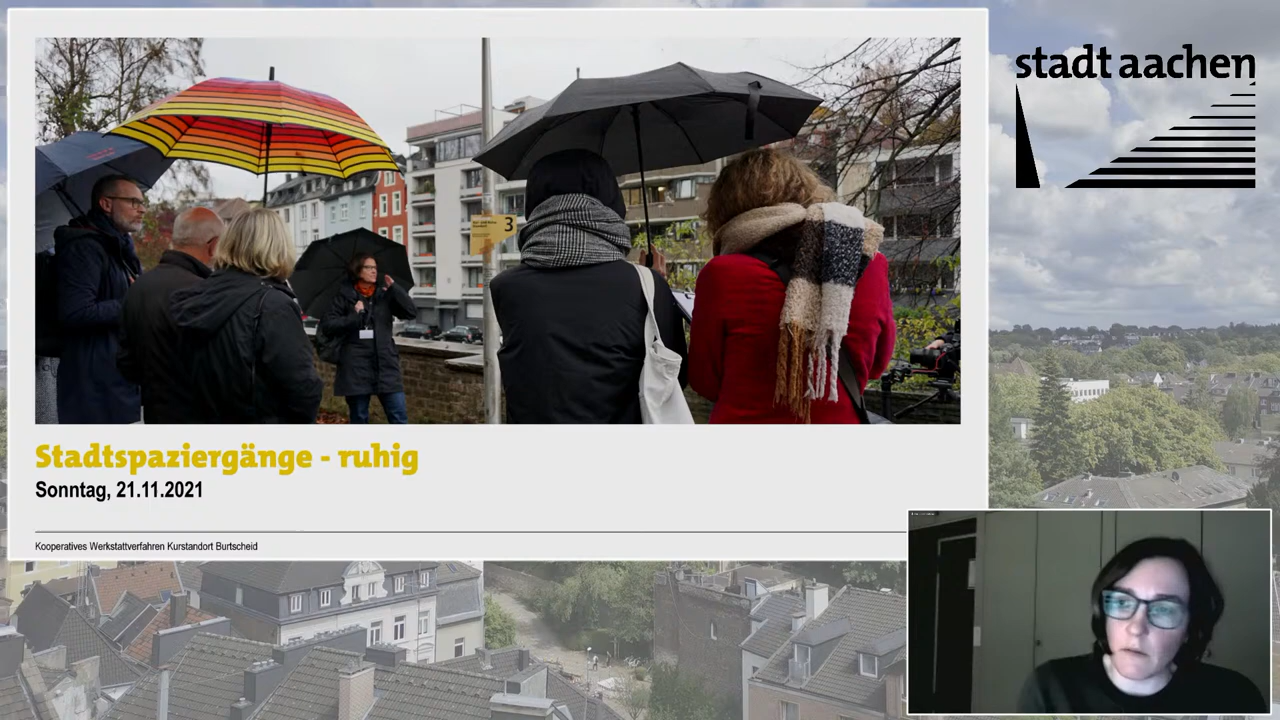 stadt aachen
3
Stadtspaziergänge - ruhig
Sonntag, 21.11.2021
Kooperatives Werkstattverfahren Kurstandort Burtscheid